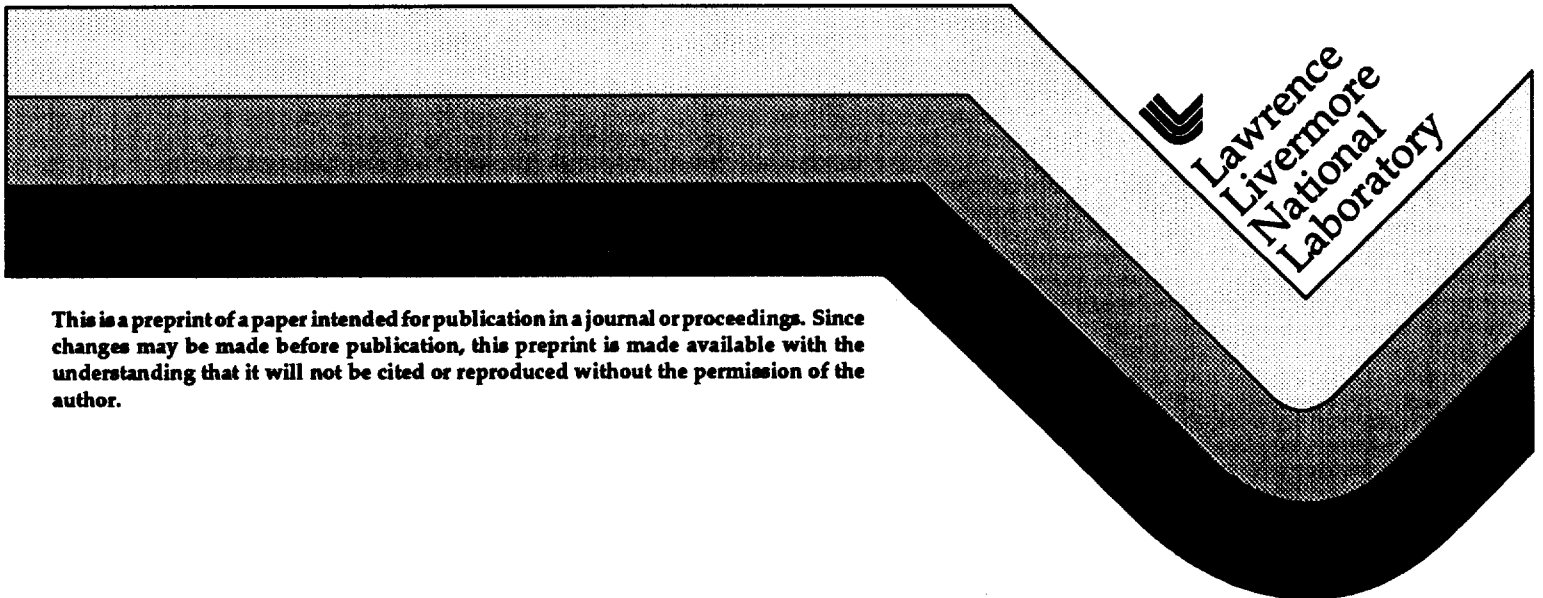 Lawrence
Livermore
National
Laboratory
This is a preprint of a paper intended for publication in a journal or proceedings. Since
changes may be made before publication, this preprint is made available with the
understanding that it will not be cited or reproduced without the permission of the
author.